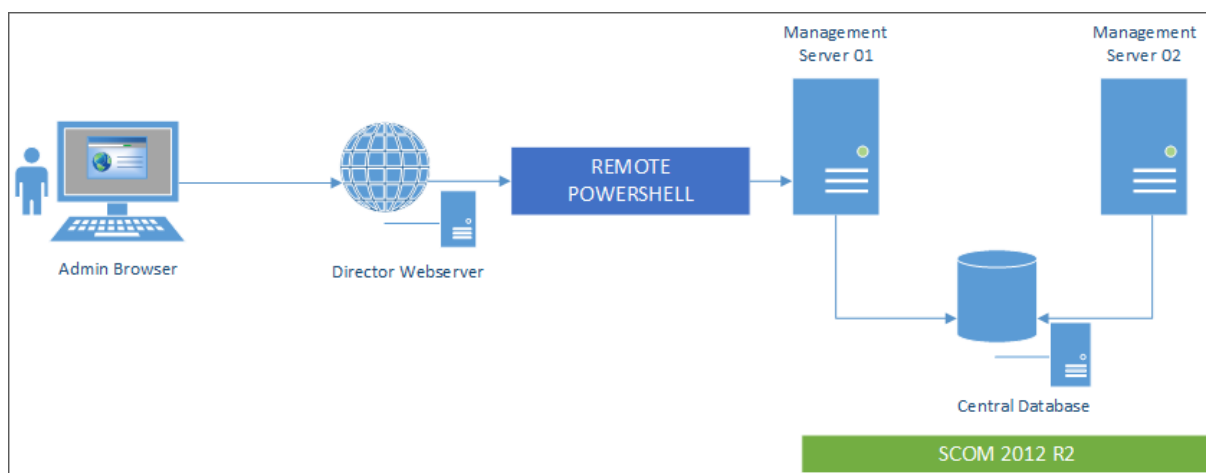 Management
Server 01
Management
Server 02
REMOTE
POWERSHELL
Admin Browser
Director Webserver
Central Database
SCOM 2012 R2